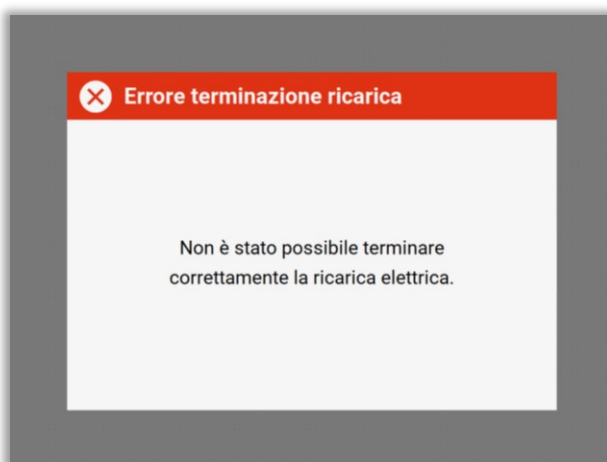 Errore terminazione ricarica
Non è stato possibile terminare
correttamente la ricarica elettrica.